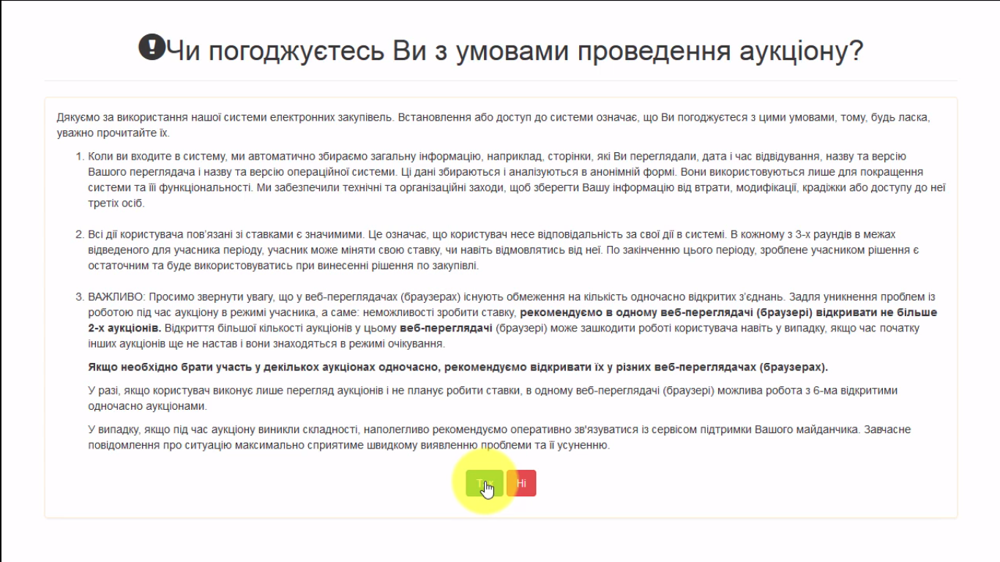 Чи погоджуєтесь Ви з умовами проведення аукціону?
Дякуємо за використання нашої системи електронних закупівель. Встановлення або доступ до системи означає, що Ви погоджуєтеся з цими умовами, тому, будь ласка,
уважно прочитайте їх.
1. Коли ви входите в систему, ми автоматично збираємо загальну інформацію, наприклад, сторінки, які Ви переглядали, дата і час відвідування, назву та версію
Вашого переглядача і назву та версію операційної системи. Ці дані збираються і аналізуються в анонімній формі. Вони використовуються лише для покращення
системи та її функціональності. Ми забезпечили технічні та організаційні заходи, щоб зберегти Вашу інформацію від втрати, модифікації, крадіжки або доступу до неї
третіх осіб.
2. Всі дії користувача пов’язані зі ставками є значимими. Це означає, що користувач несе відповідальність за свої дії в системі. В кожному з 3-х раундів в межах
відведеного для учасника періоду, учасник може міняти свою ставку, чи навіть відмовлятись від неї. По закінченню цього періоду, зроблене учасником рішення є
остаточним та буде використовуватись при винесенні рішення по закупівлі.
3. ВАЖЛИВО: Просимо звернути увагу, що у веб-переглядачах (браузерах) існують обмеження на кількість одночасно відкритих з’єднань. Задля уникнення проблем із
роботою під час аукціону в режимі учасника, а саме: неможливості зробити ставку, рекомендуємо в одному веб-переглядачі (браузері) відкривати не більше
2-х аукціонів. Відкриття більшої кількості аукціонів у цьому веб-переглядачі (браузері) може зашкодити роботі користувача навіть у випадку, якщо час початку
інших аукціонів ще не настав і вони знаходяться в режимі очікування.
Якщо необхідно брати участь у декількох аукціонах одночасно, рекомендуємо відкривати їх у різних веб-переглядачах (браузерах).
У разі, якщо користувач виконує лише перегляд аукціонів і не планує робити ставки, в одному веб-переглядачі (браузері) можлива робота з 6-ма відкритими
одночасно аукціонами.
У випадку, якщо під час аукціону виникли складності, наполегливо рекомендуємо оперативно зв'язуватися із сервісом підтримки Вашого майданчика. Завчасне
повідомлення про ситуацію максимально сприятиме швидкому виявленню проблеми та її усуненню.
Ні